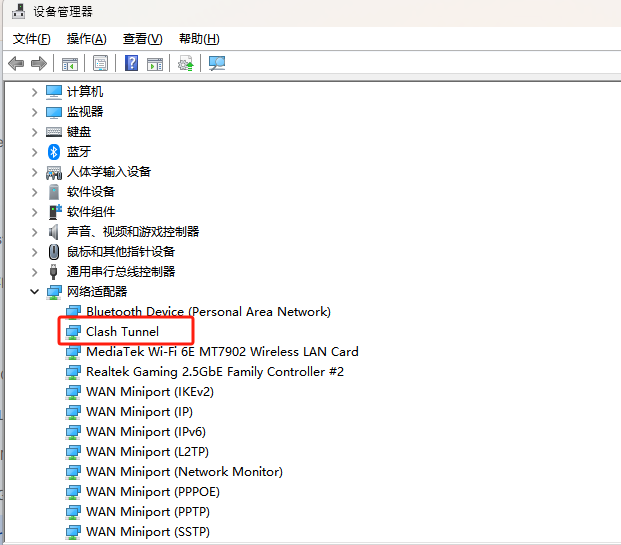 设备管理器
文件(F) 操作(A) 查看(V) 帮助(H)
计算机
监视器
键盘
蓝牙
人体学输入设备
软件设备
软件组件
声音、视频和游戏控制器
鼠标和其他指针设备
通用串行总线控制器
网络适配器
Bluetooth Device (Personal Area Network)
Clash Tunnel
MediaTek Wi-Fi 6E MT7902 Wireless LAN Card
Realtek Gaming 2.5GbE Family Controller #2
WAN Miniport (IKEv2)
WAN Miniport (IP)
WAN Miniport (IPv6)
WAN Miniport (L2TP)
WAN Miniport (Network Monitor)
WAN Miniport (PPPOE)
WAN Miniport (PPTP)
WAN Miniport (SSTP)